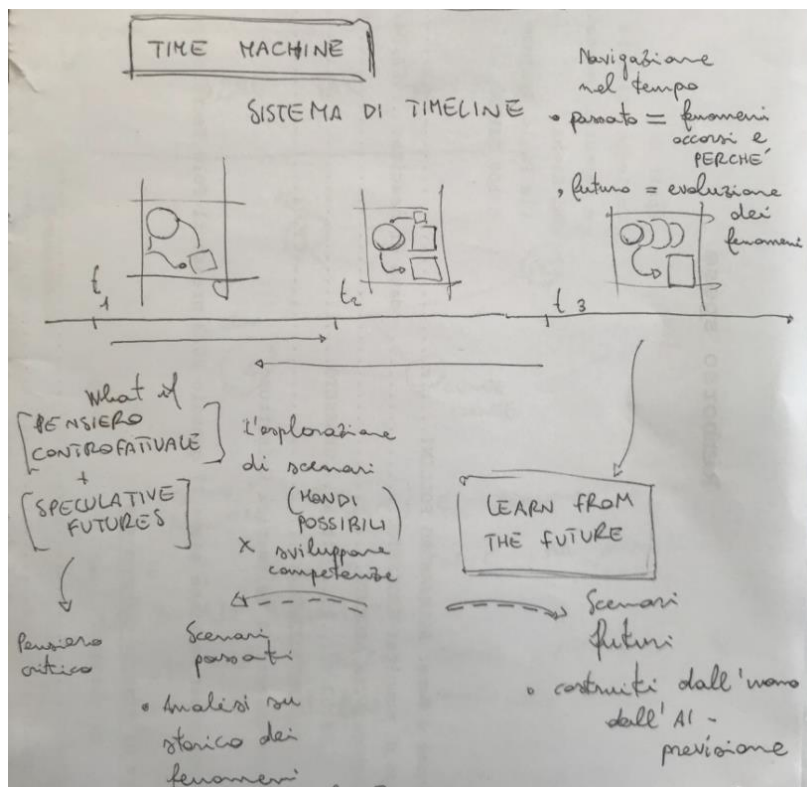 TIME MACHINE
SISTEMA DI TIMELINE
Navigazione
nel tempo
• passato = fenomeni
occorsi e
PERCHÉ
• futuro = evoluzione
dei
fenomeni
t1
t2
t3
What if
[PENSIERO
CONTROFATTUALE]
+
[SPECULATIVE
FUTURES]
Pensiero
critico
L'esplorazione
di scenari
(MONDI
POSSIBILI)
x sviluppare
competenze
LEARN FROM
THE FUTURE
Scenari
passati
• Analisi su
storico dei
fenomeni
Scenari
futuri
• costruiti dall'uomo
dall'AI -
previsione